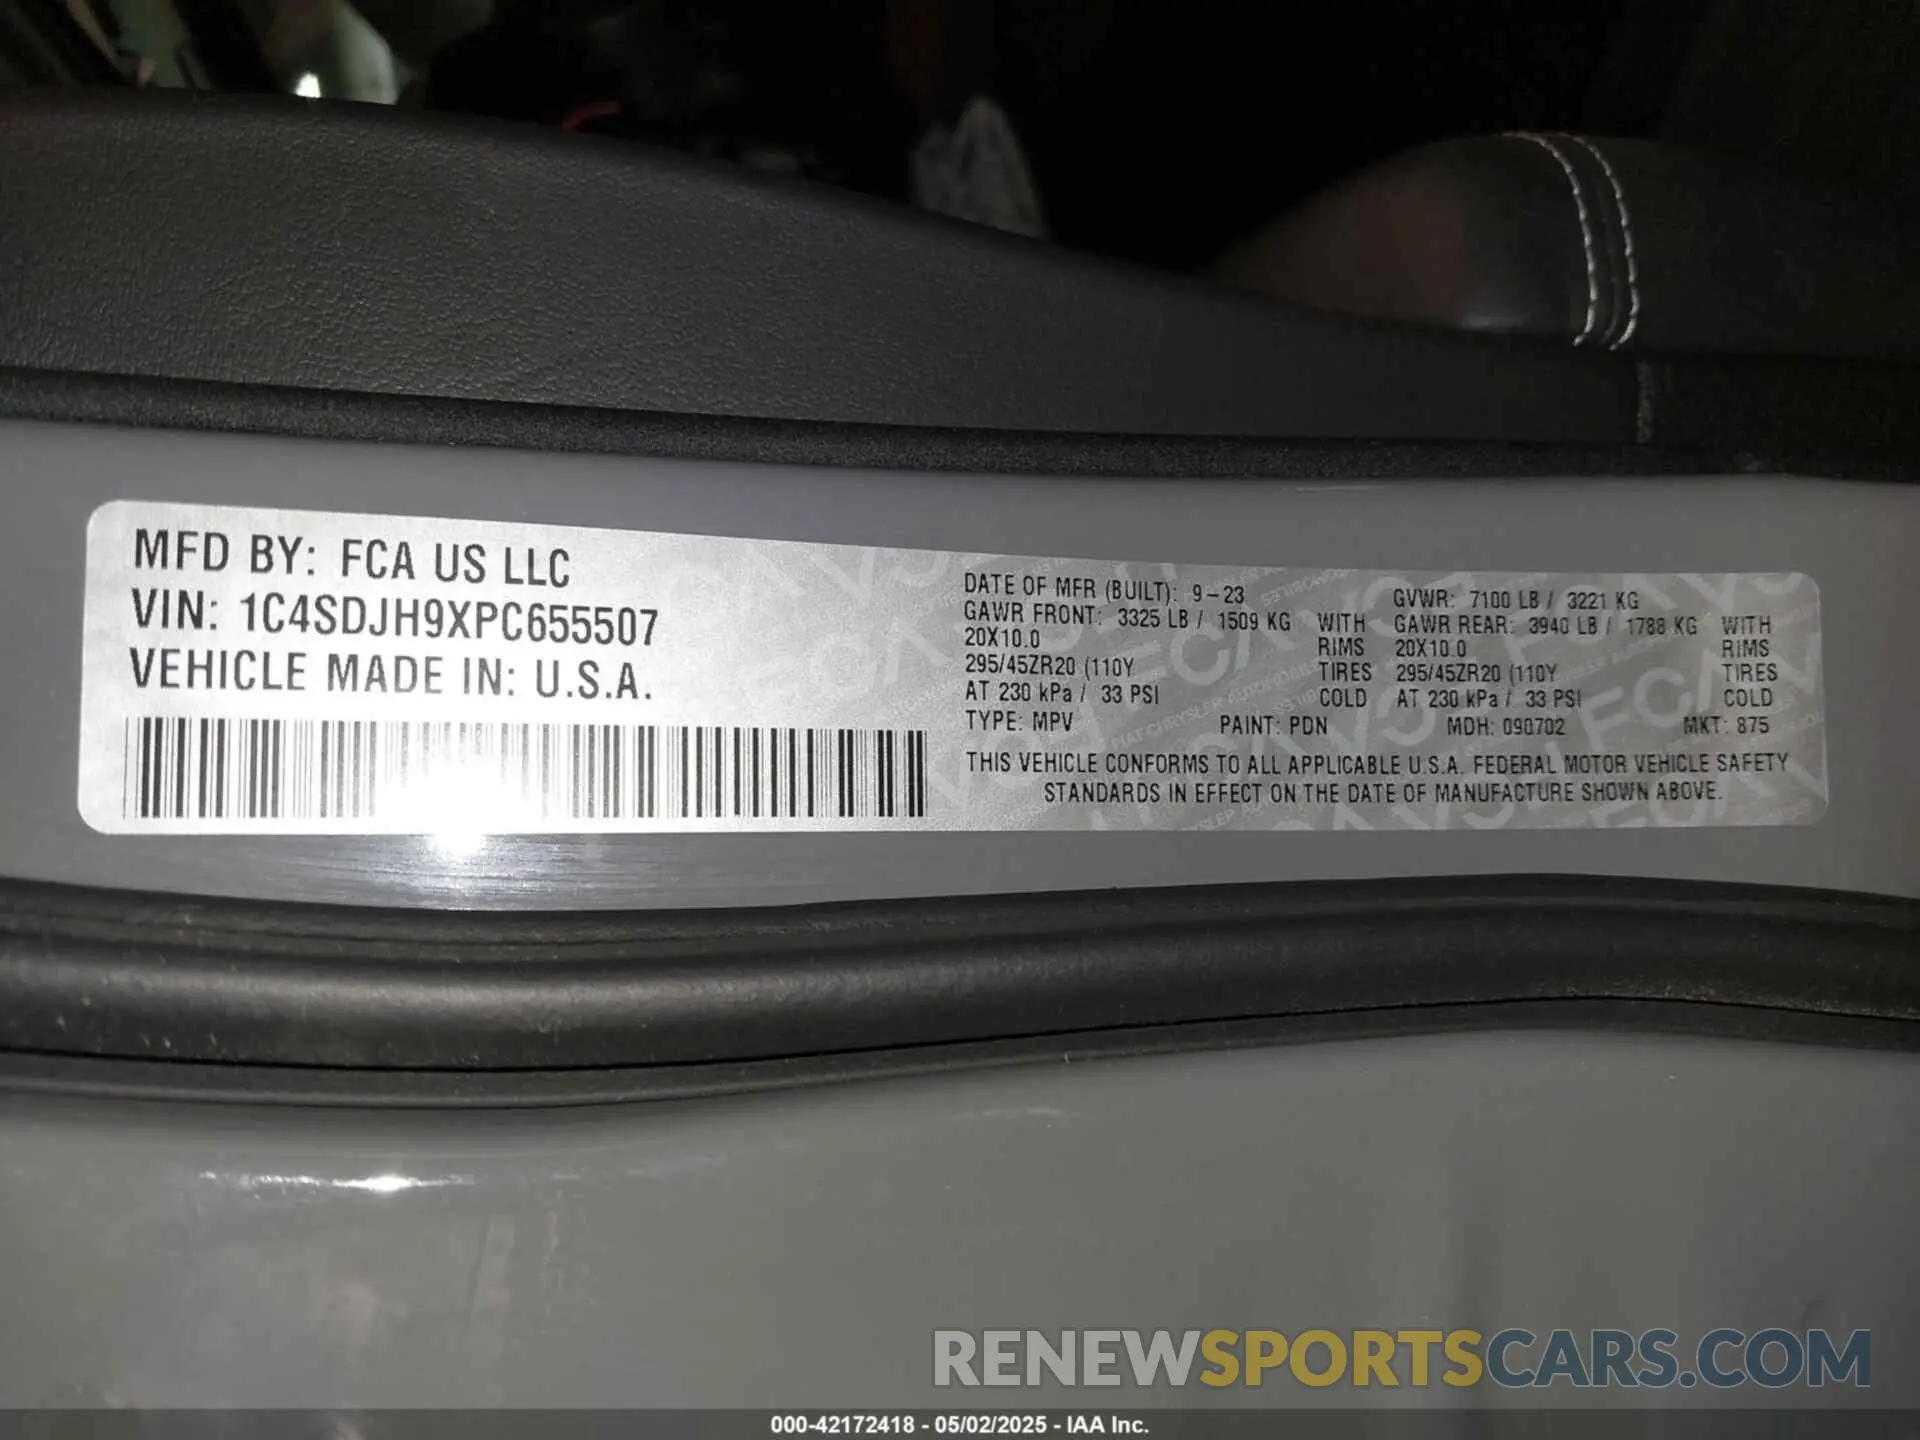 MFD BY: FCA US LLC
VIN: 1C4SDJH9XPC655507
VEHICLE MADE IN: U.S.A.
DATE OF MFR (BUILT): 9-23 GVWR: 7100 LB / 3221 KG
GAWR FRONT: 3325 LB / 1509 KG WITH GAWR REAR: 3940 LB / 1788 KG WITH
20X10.0 RIMS 20X10.0 RIMS
295/45ZR20 (110Y TIRES 295/45ZR20 (110Y TIRES
AT 230 kPa / 33 PSI COLD AT 230 kPa / 33 PSI COLD
TYPE: MPV PAINT: PDN MDH: 090702 MKT: 875
THIS VEHICLE CONFORMS TO ALL APPLICABLE U.S.A. FEDERAL MOTOR VEHICLE SAFETY
STANDARDS IN EFFECT ON THE DATE OF MANUFACTURE SHOWN ABOVE.
RENEWSPORTSCARS.COM
000-42172418 - 05/02/2025 - IAA Inc.